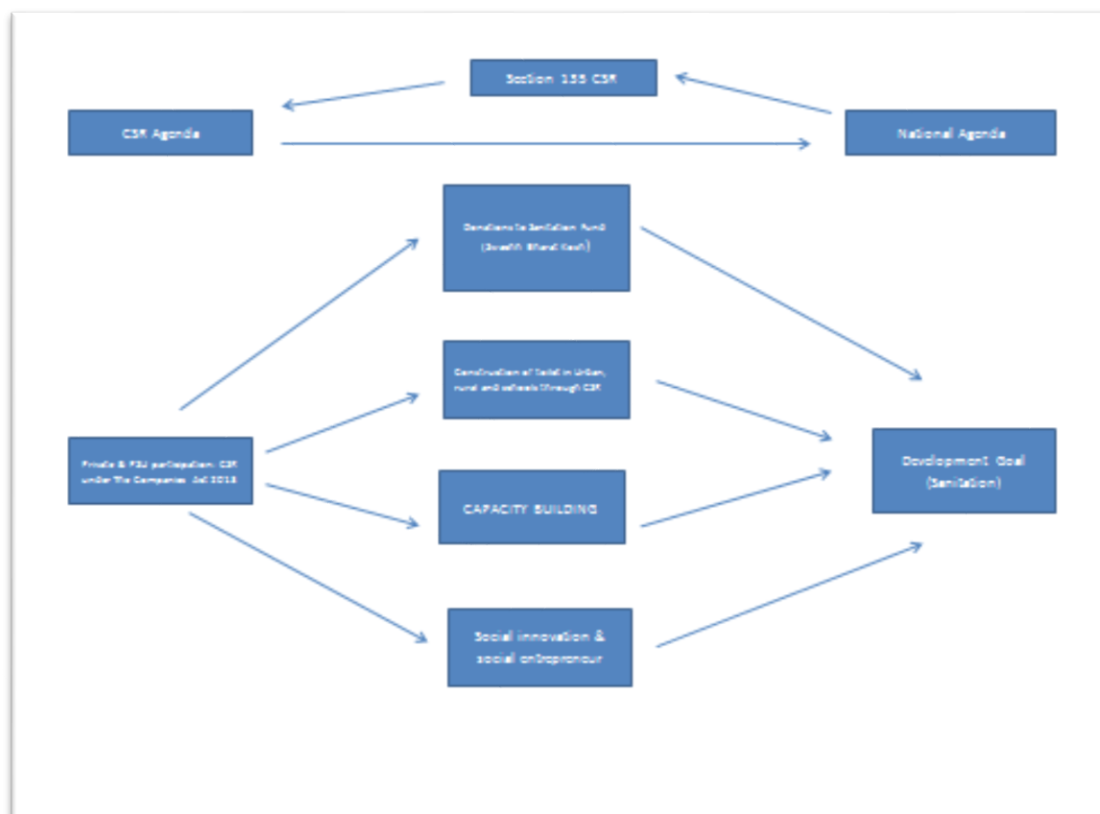 Section 135 CSR
CSR Agenda
National Agenda
Donations to Sanitation Fund
(Swachh Bharat Kosh)
Construction of Toilet in Urban,
rural and schools through CSR
Private & PSU participation: CSR
under The Companies Act 2013
Development Goal
(Sanitation)
CAPACITY BUILDING
Social innovation &
social entrepreneur